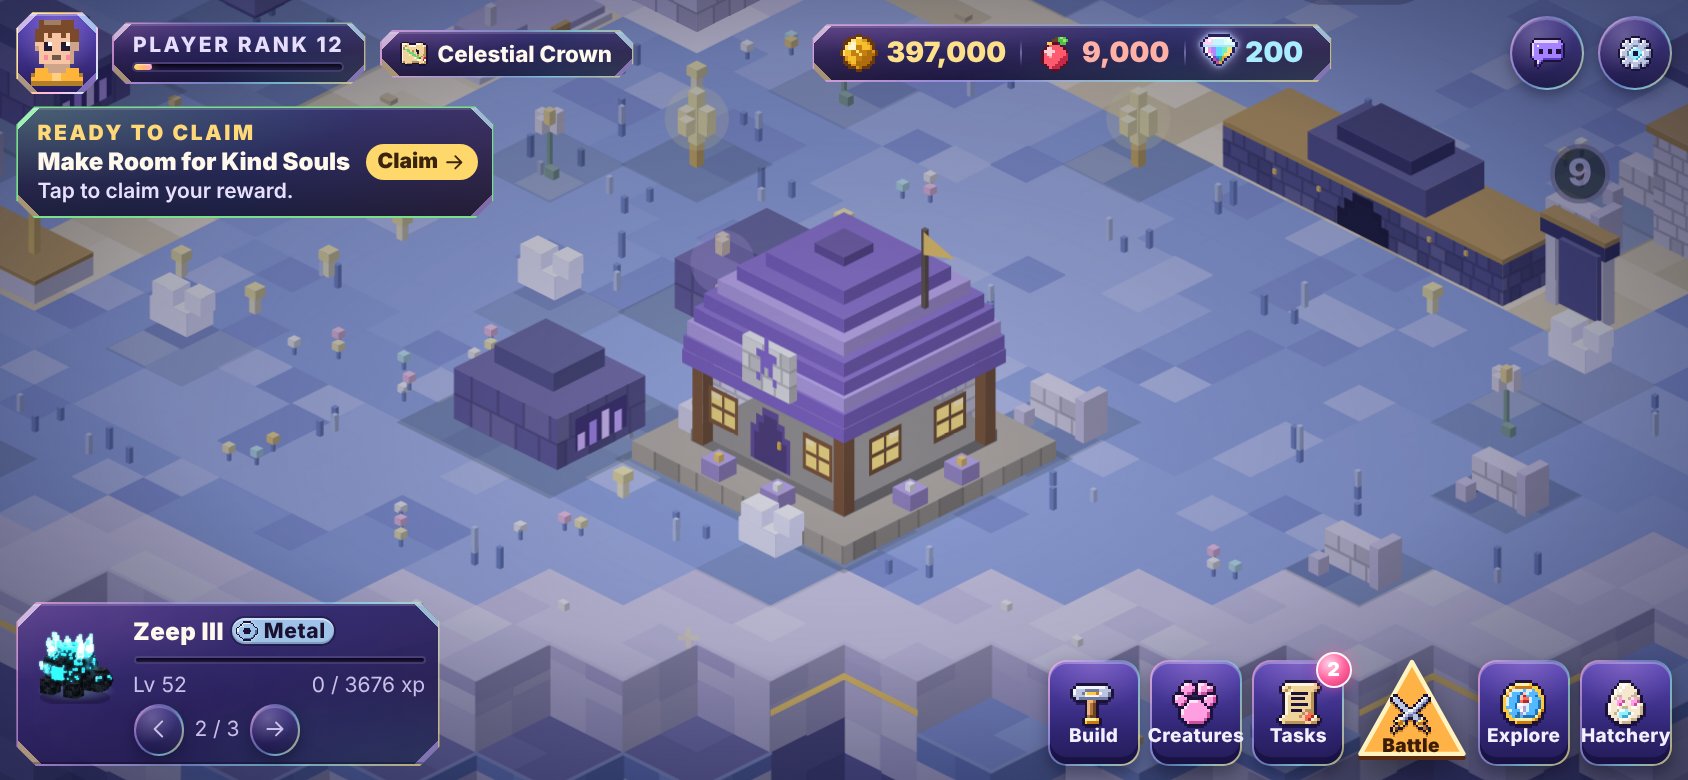 PLAYER RANK 12
Celestial Crown
397,000
9,000
200
READY TO CLAIM
Make Room for Kind Souls
Claim →
Tap to claim your reward.
9
Zeep III
Metal
Lv 52
0 / 3676 xp
2 / 3
Build
Creatures
2
Tasks
Battle
Explore
Hatchery